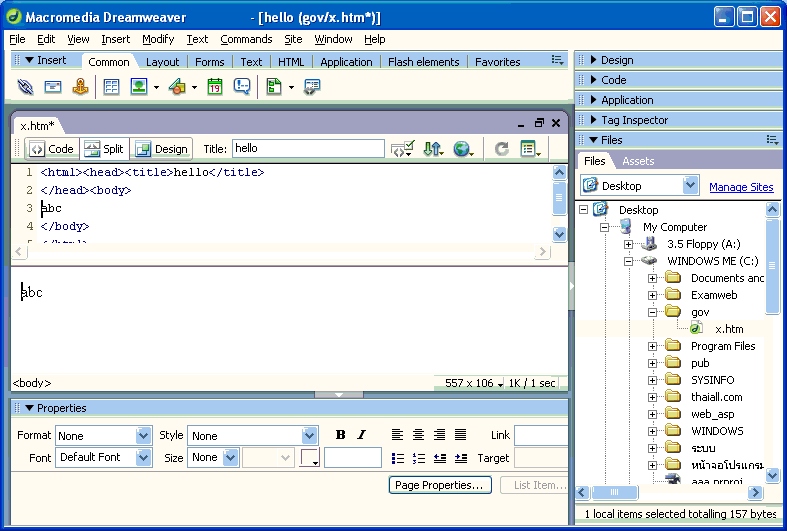 Macromedia Dreamweaver - [hello (gov/x.htm*)]
File Edit View Insert Modify Text Commands Site Window Help
Insert Common Layout Forms Text HTML Application Flash elements Favorites
19
x.htm*
Code Split Design Title: hello
1 <html><head><title>hello</title>
2 </head><body>
3 abc
4 </body>
5 </html>
abc
<body> 557 x 106 1K / 1 sec
Properties
Format None Style None B I Link
Font Default Font Size None Target
Page Properties... List Item...
Design
Code
Application
Tag Inspector
Files
Files Assets
Desktop Manage Sites
Desktop
My Computer
3.5 Floppy (A:)
WINDOWS ME (C:)
Documents and
Examweb
gov
x.htm
Program Files
pub
SYSINFO
thaiall.com
web_asp
WINDOWS
ระบบ
หน้าจอโปรแกรม
aaa.prproj
1 local items selected totalling 157 bytes